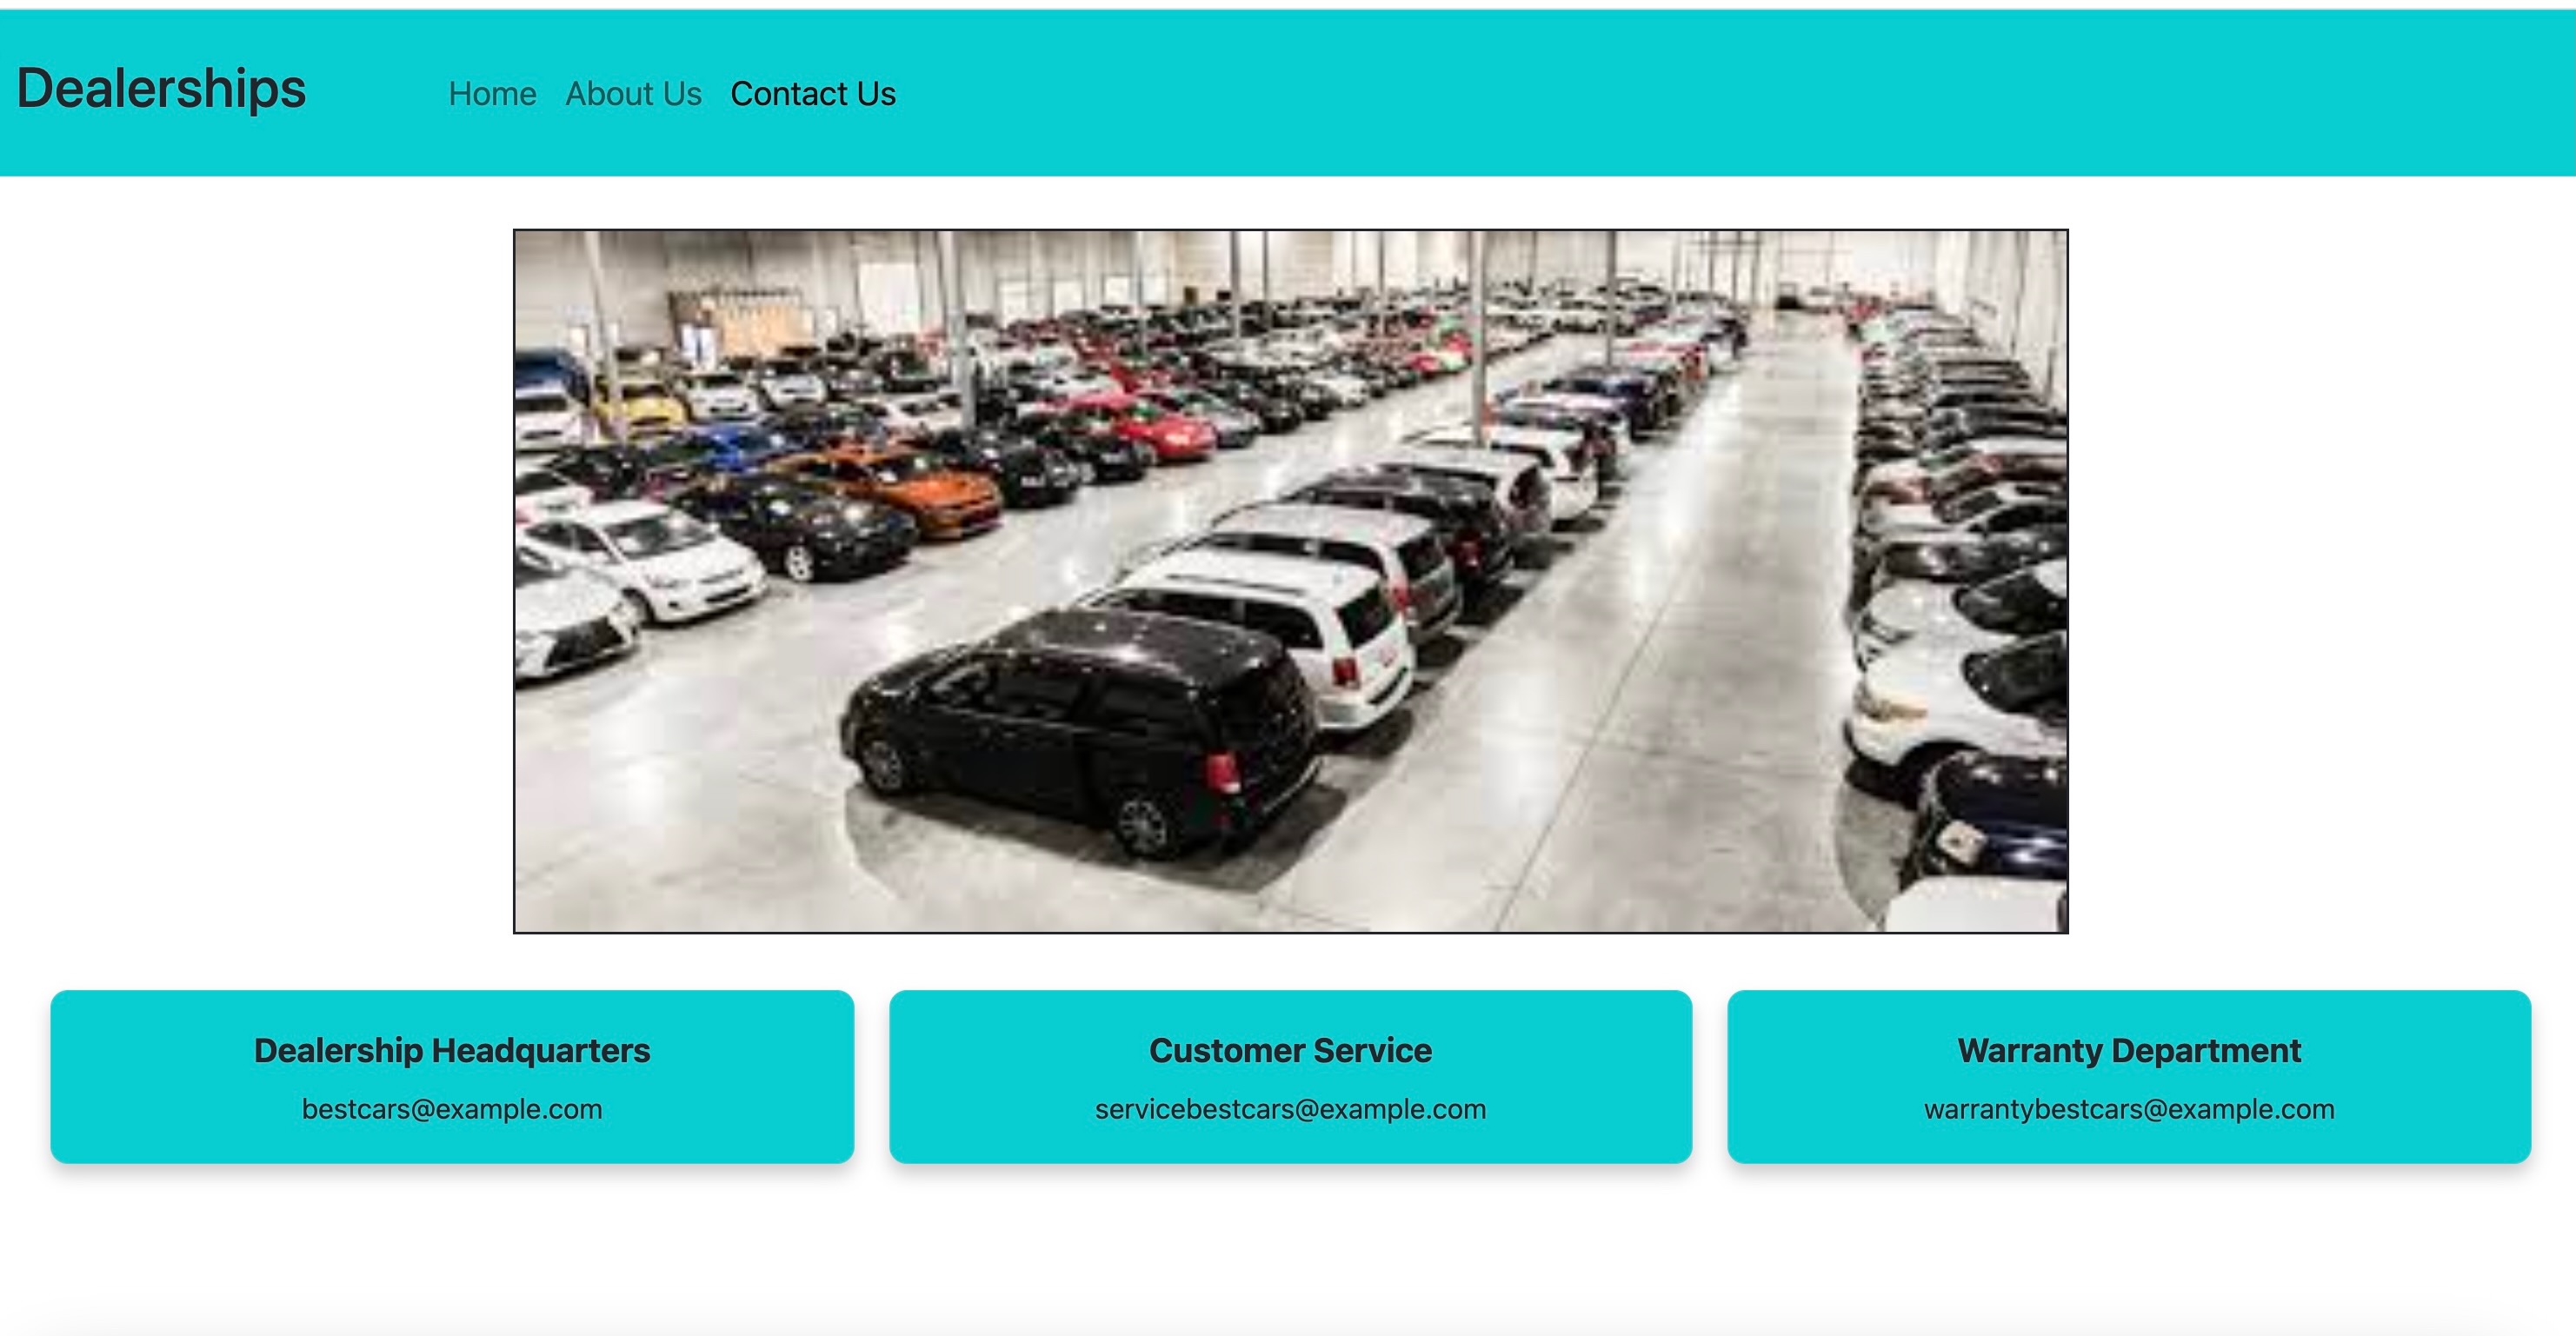 Dealerships
Home About Us Contact Us
Dealership Headquarters
bestcars@example.com
Customer Service
servicebestcars@example.com
Warranty Department
warrantybestcars@example.com